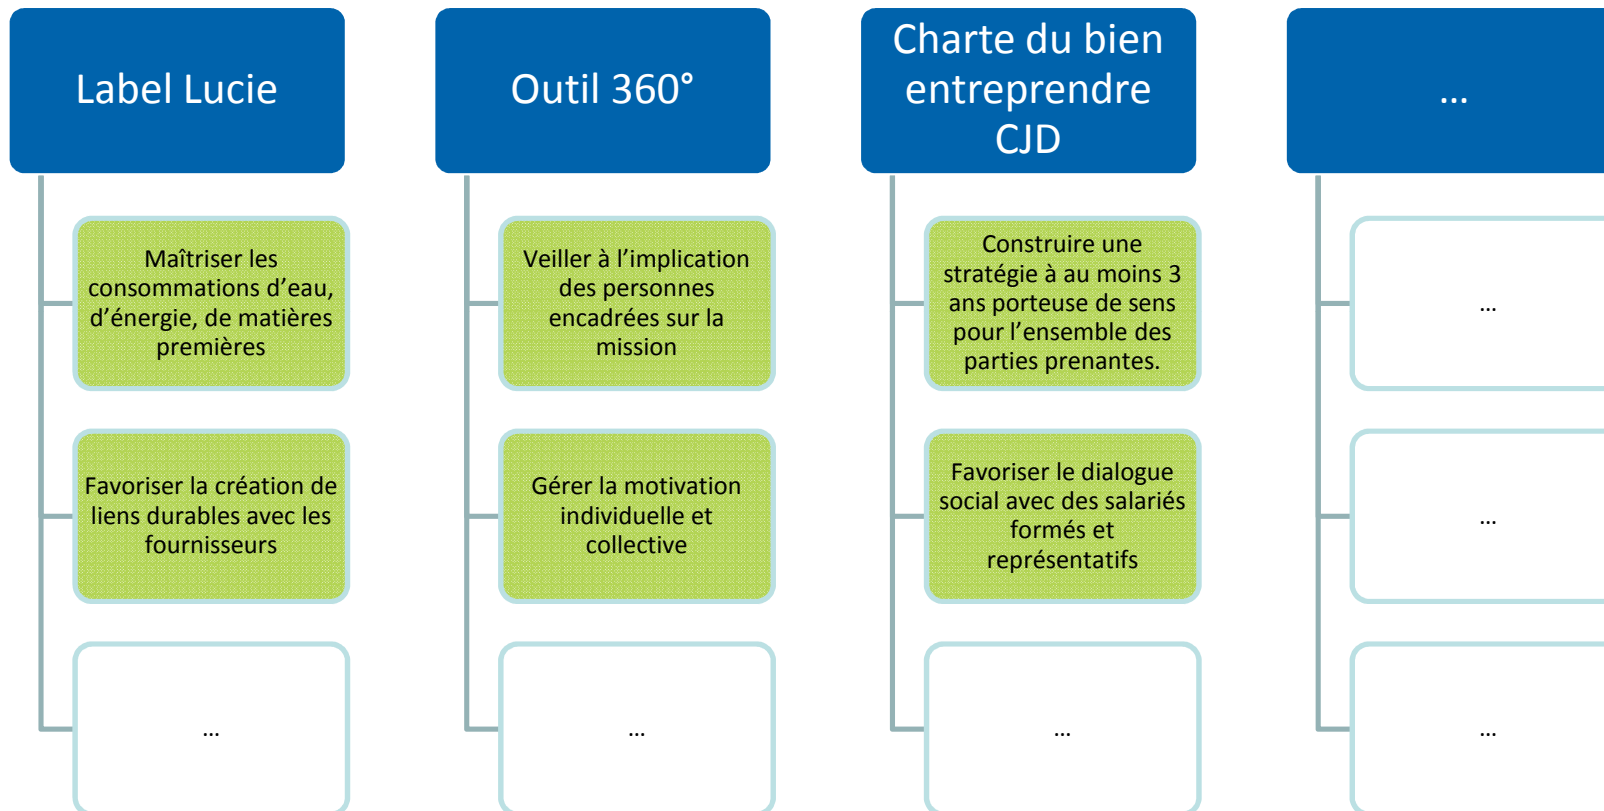 Label Lucie
Maîtriser les
consommations d’eau,
d’énergie, de matières
premières
Favoriser la création de
liens durables avec les
fournisseurs
...
Outil 360°
Veiller à l’implication
des personnes
encadrées sur la
mission
Gérer la motivation
individuelle et
collective
...
Charte du bien
entreprendre
CJD
Construire une
stratégie à au moins 3
ans porteuse de sens
pour l’ensemble des
parties prenantes.
Favoriser le dialogue
social avec des salariés
formés et
représentatifs
...
...
...
...
...